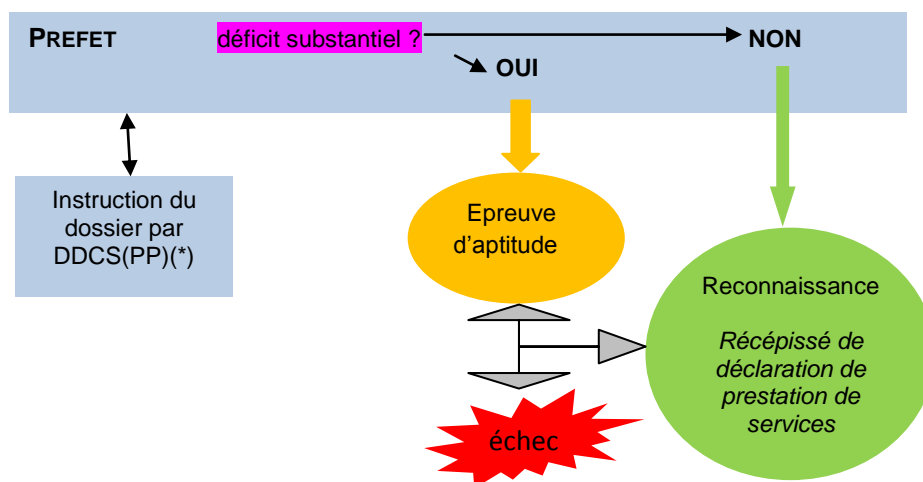 PREFET déficit substantiel ? NON
OUI
Instruction du
dossier par
DDCS(PP)(*)
Epreuve
d’aptitude
Reconnaissance
Récépissé de
déclaration de
prestation de
services
échec